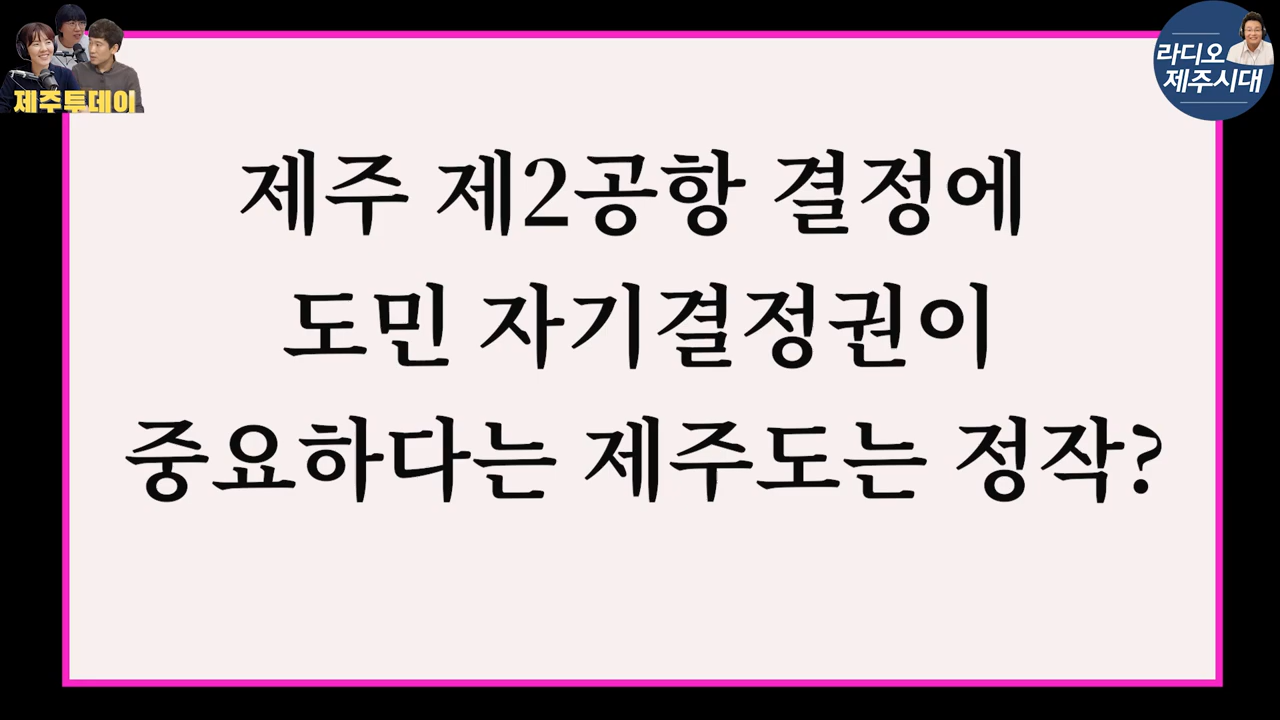 제주투데이
라디오
제주시대
제주 제2공항 결정에
도민 자기결정권이
중요하다는 제주도는 정작?